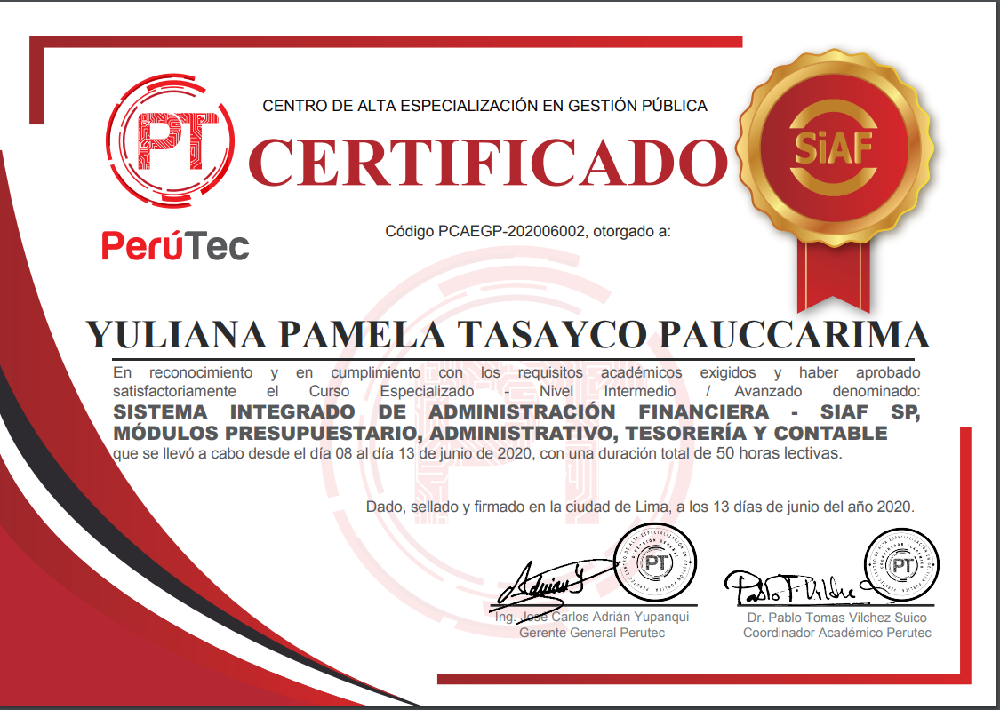 CENTRO DE ALTA ESPECIALIZACIÓN EN GESTIÓN PÚBLICA
PT
CERTIFICADO
SiAF
PerúTec
Código PCAEGP-202006002, otorgado a:
YULIANA PAMELA TASAYCO PAUCCARIMA
En reconocimiento y en cumplimiento con los requisitos académicos exigidos y haber aprobado
satisfactoriamente el Curso Especializado - Nivel Intermedio / Avanzado denominado:
SISTEMA INTEGRADO DE ADMINISTRACIÓN FINANCIERA - SIAF SP,
MÓDULOS PRESUPUESTARIO, ADMINISTRATIVO, TESORERÍA Y CONTABLE
que se llevó a cabo desde el día 08 al día 13 de junio de 2020, con una duración total de 50 horas lectivas.
PT
Dado, sellado y firmado en la ciudad de Lima, a los 13 días de junio del año 2020.
Adrian Y
PT
Pablo T. Vilchez
PT
Ing. José Carlos Adrián Yupanqui
Gerente General Perutec
Dr. Pablo Tomas Vilchez Suico
Coordinador Académico Perutec